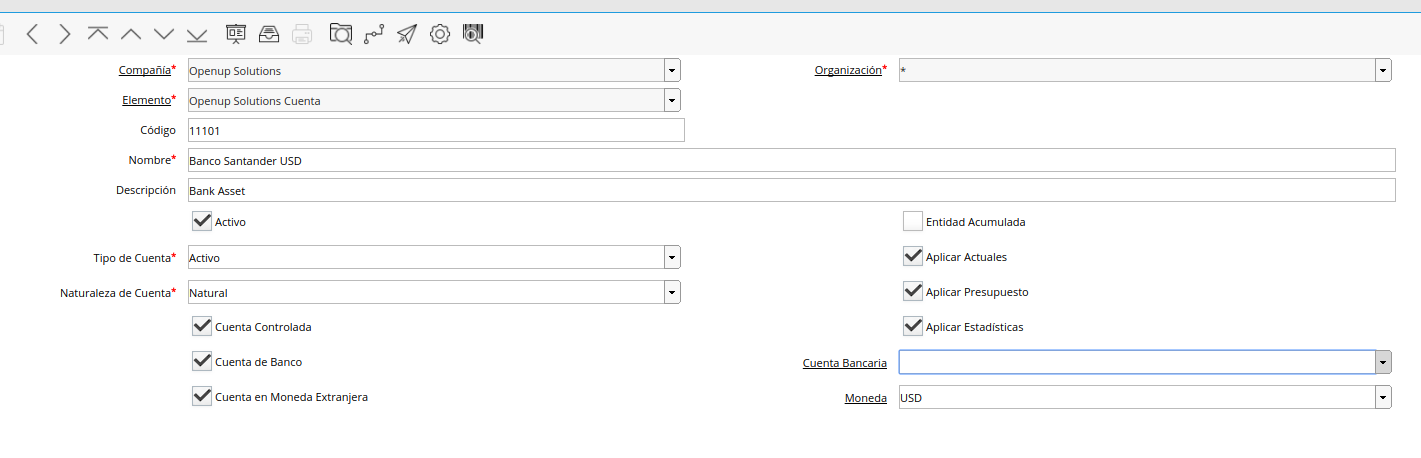 Compañía* Openup Solutions Organización* *
Elemento* Openup Solutions Cuenta
Código 11101
Nombre* Banco Santander USD
Descripción Bank Asset
Activo Entidad Acumulada
Tipo de Cuenta* Activo Aplicar Actuales
Naturaleza de Cuenta* Natural Aplicar Presupuesto
Cuenta Controlada Aplicar Estadísticas
Cuenta de Banco Cuenta Bancaria
Cuenta en Moneda Extranjera Moneda USD